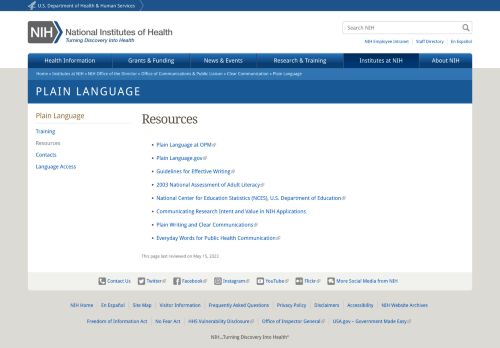 U.S. Department of Health & Human Services
NIH National Institutes of Health
Turning Discovery Into Health
Search NIH
NIH Employee Intranet Staff Directory En Español
Health Information Grants & Funding News & Events Research & Training Institutes at NIH About NIH
Home » Institutes at NIH » NIH Office of the Director » Office of Communications & Public Liaison » Clear Communication » Plain Language
PLAIN LANGUAGE
Plain Language
Training
Resources
Contacts
Language Access
Resources
• Plain Language at OPM
• Plain Language.gov
• Guidelines for Effective Writing
• 2003 National Assessment of Adult Literacy
• National Center for Education Statistics (NCES), U.S. Department of Education
• Communicating Research Intent and Value in NIH Applications
• Plain Writing and Clear Communications
• Everyday Words for Public Health Communication
This page last reviewed on May 15, 2023
Contact Us Twitter Facebook Instagram YouTube Flickr More Social Media from NIH
NIH Home En Español Site Map Visitor Information Frequently Asked Questions Privacy Policy Disclaimers Accessibility NIH Website Archives
Freedom of Information Act No Fear Act HHS Vulnerability Disclosure Office of Inspector General USA.gov – Government Made Easy
NIH...Turning Discovery Into Health®